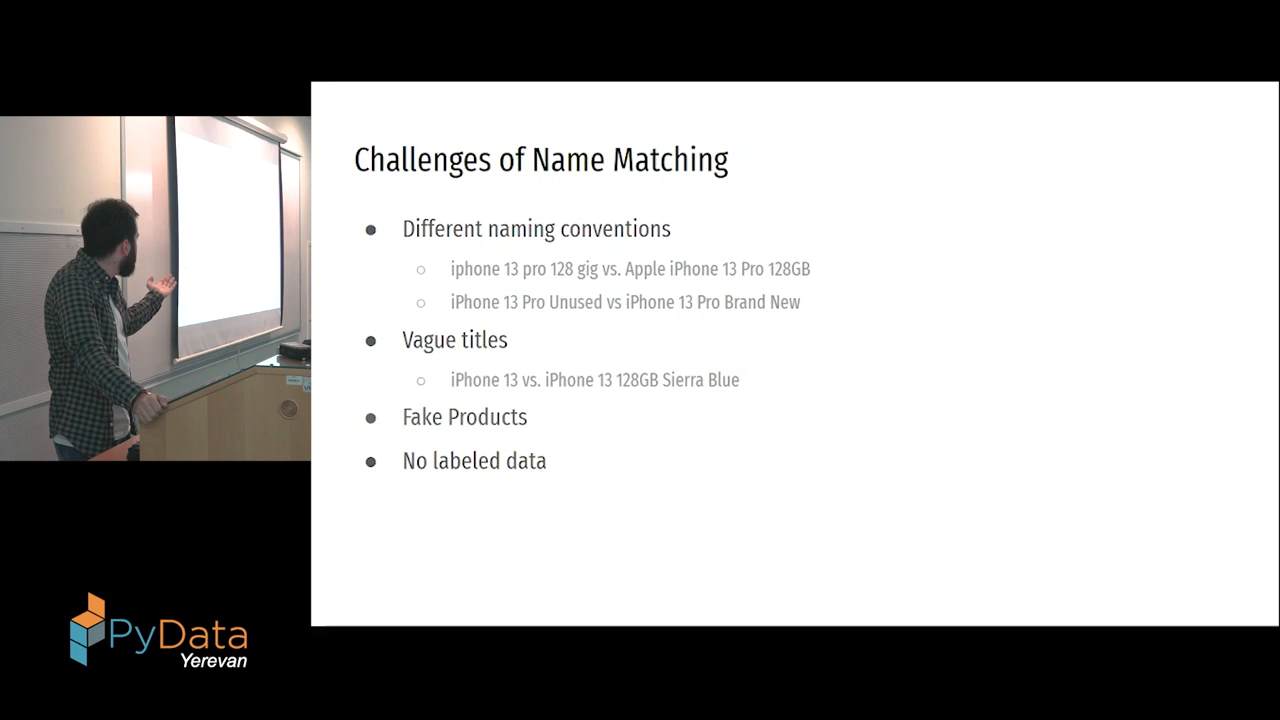 Challenges of Name Matching
● Different naming conventions
○ iphone 13 pro 128 gig vs. Apple iPhone 13 Pro 128GB
○ iPhone 13 Pro Unused vs iPhone 13 Pro Brand New
● Vague titles
○ iPhone 13 vs. iPhone 13 128GB Sierra Blue
● Fake Products
● No labeled data
PyData
Yerevan